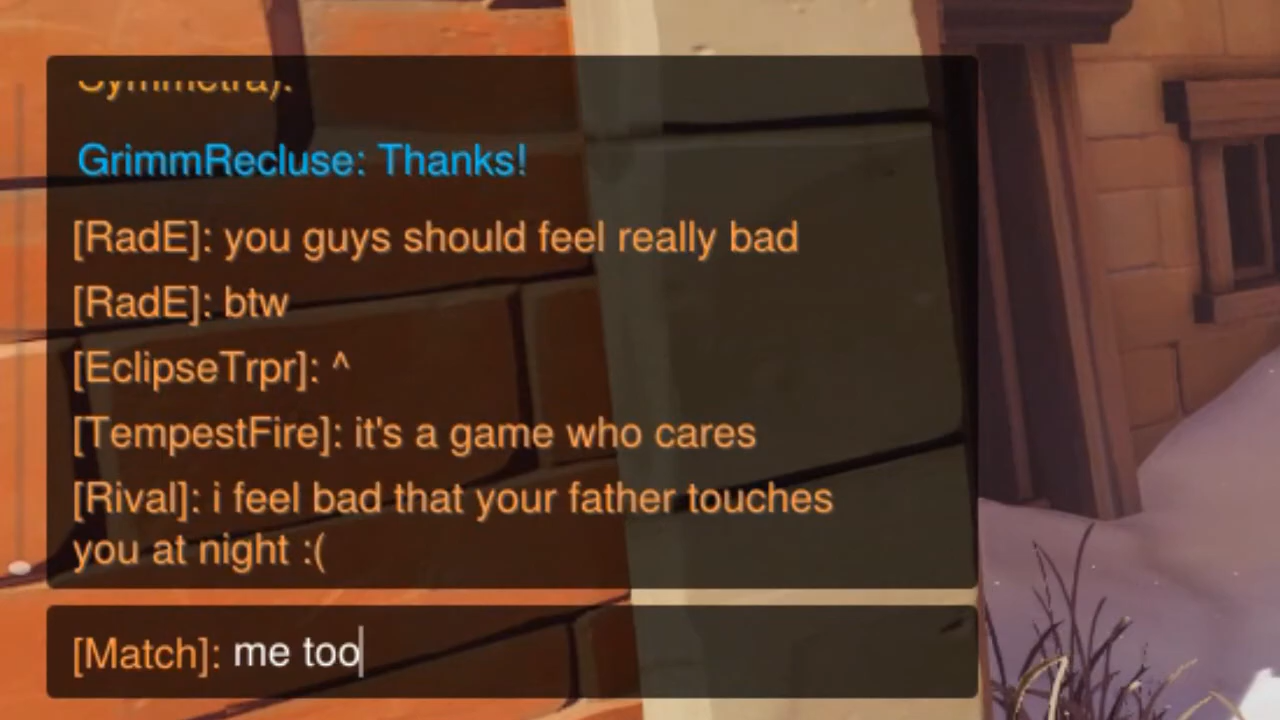 Symmetra).
GrimmRecluse: Thanks!
[RadE]: you guys should feel really bad
[RadE]: btw
[EclipseTrpr]: ^
[TempestFire]: it's a game who cares
[Rival]: i feel bad that your father touches
you at night :(
[Match]: me too